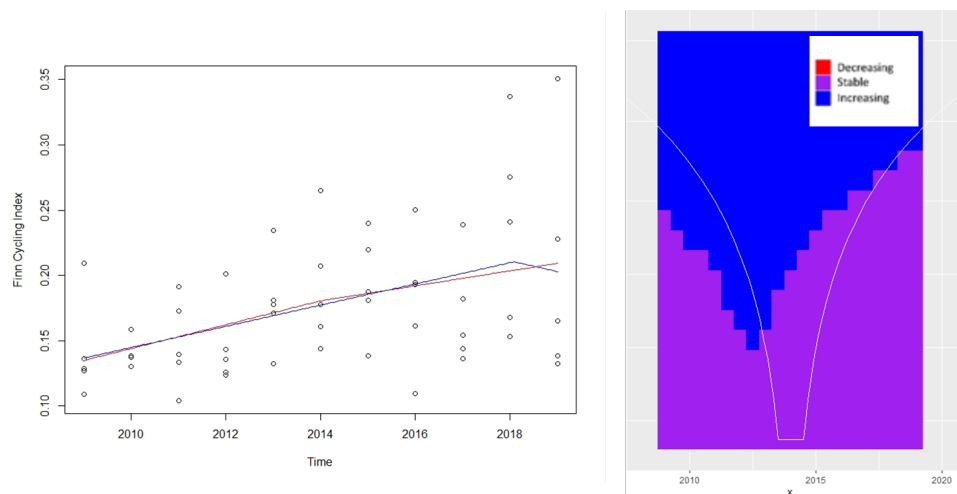 0.35
0.30
0.25
0.20
0.15
0.10
Finn Cycling Index
2010 2012 2014 2016 2018
Time
Decreasing
Stable
Increasing
2010 2015 2020
x